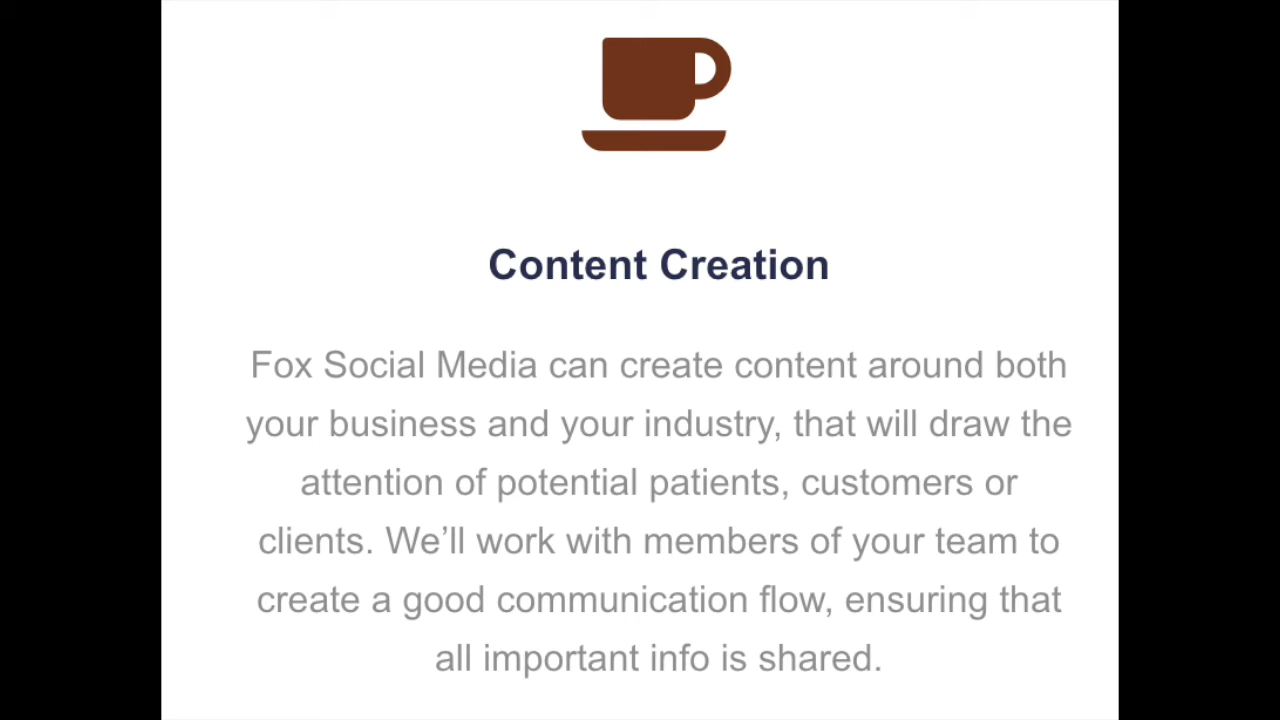 Content Creation
Fox Social Media can create content around both
your business and your industry, that will draw the
attention of potential patients, customers or
clients. We’ll work with members of your team to
create a good communication flow, ensuring that
all important info is shared.